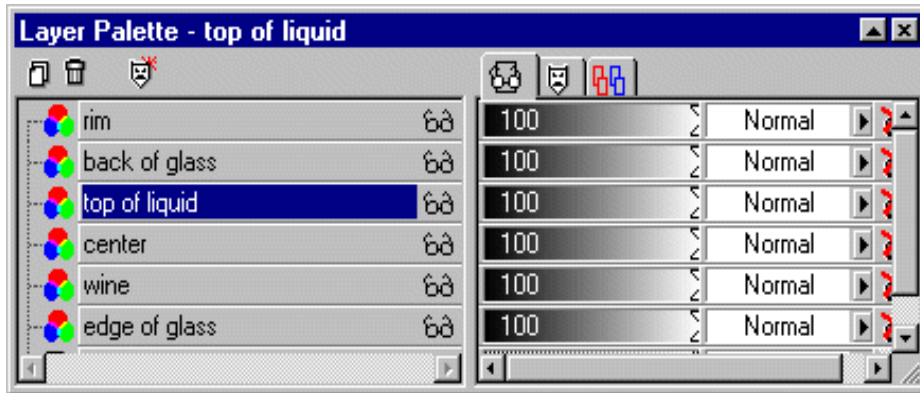 Layer Palette - top of liquid
rim 100 Normal
back of glass 100 Normal
top of liquid 100 Normal
center 100 Normal
wine 100 Normal
edge of glass 100 Normal